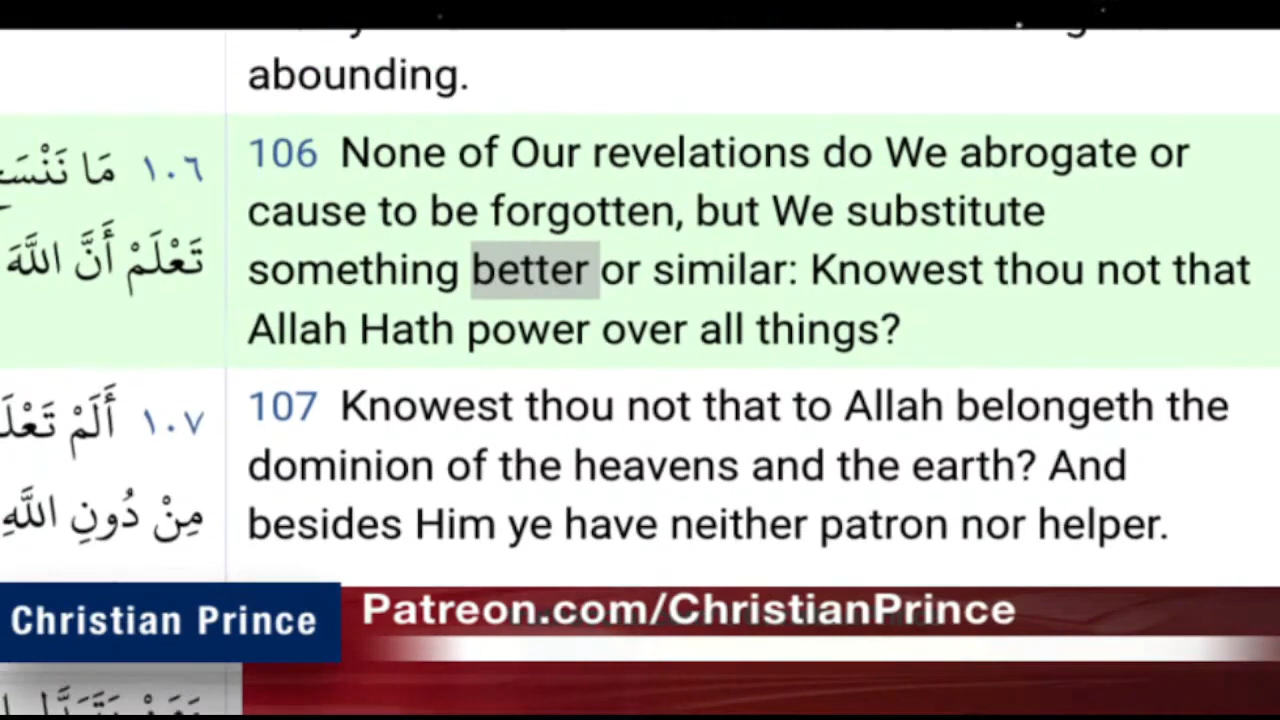 abounding.
١٠٦ مَا نَنْسَ
تَعْلَمْ أَنَّ اللَّهَ
106 None of Our revelations do We abrogate or
cause to be forgotten, but We substitute
something better or similar: Knowest thou not that
Allah Hath power over all things?
١٠٧ أَلَمْ تَعْلَ
مِنْ دُونِ اللَّهِ
107 Knowest thou not that to Allah belongeth the
dominion of the heavens and the earth? And
besides Him ye have neither patron nor helper.
Christian Prince
Patreon.com/ChristianPrince